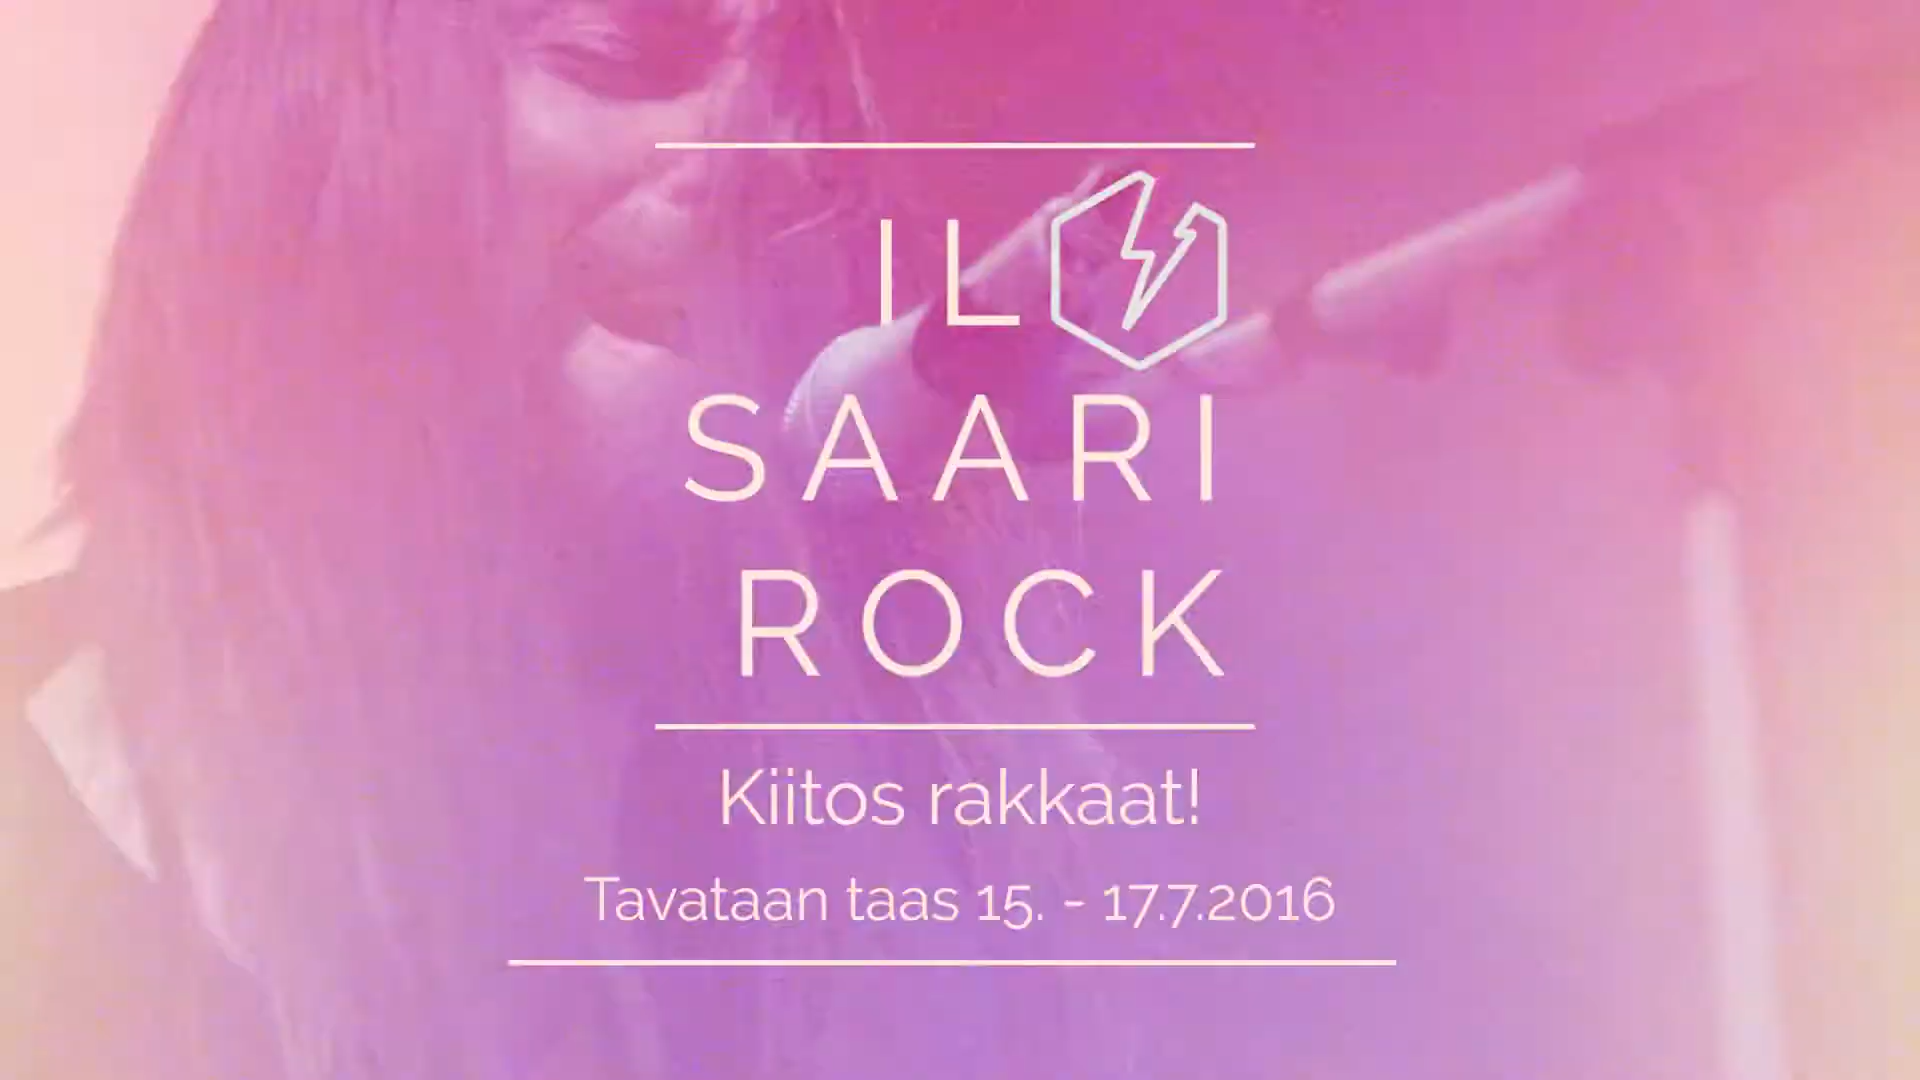 ILO
SAARI
ROCK
Kiitos rakkaat!
Tavataan taas 15. - 17.7.2016